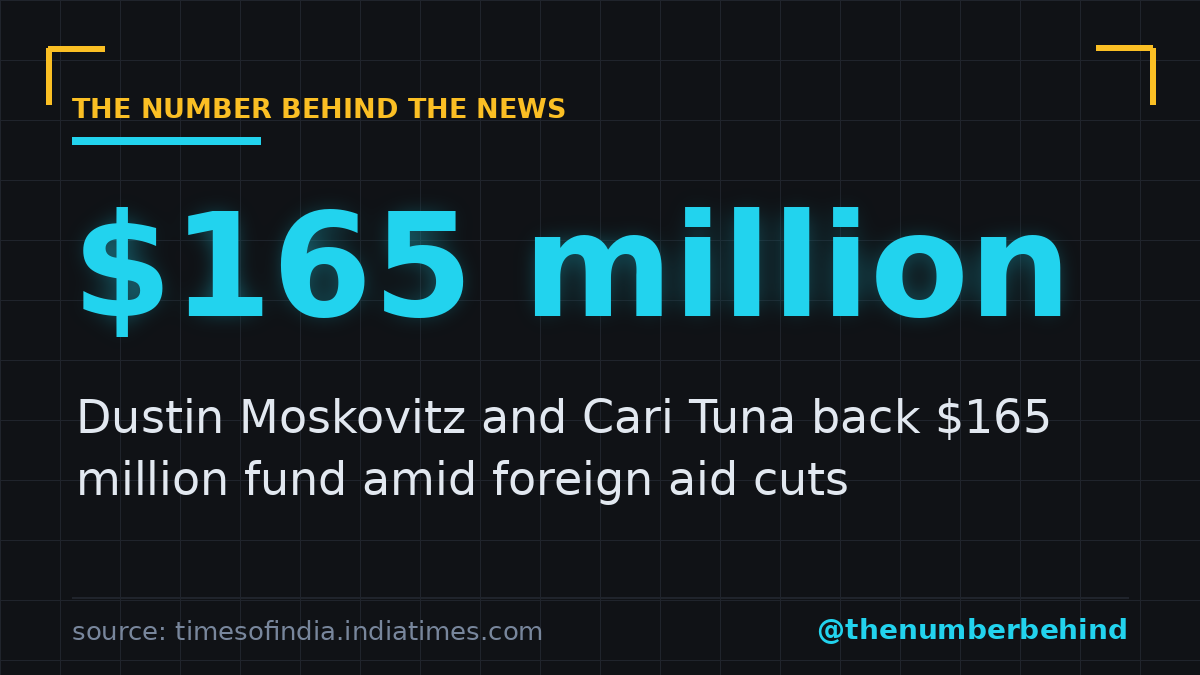 THE NUMBER BEHIND THE NEWS
$165 million
Dustin Moskovitz and Cari Tuna back $165
million fund amid foreign aid cuts
source: timesofindia.indiatimes.com
@thenumberbehind